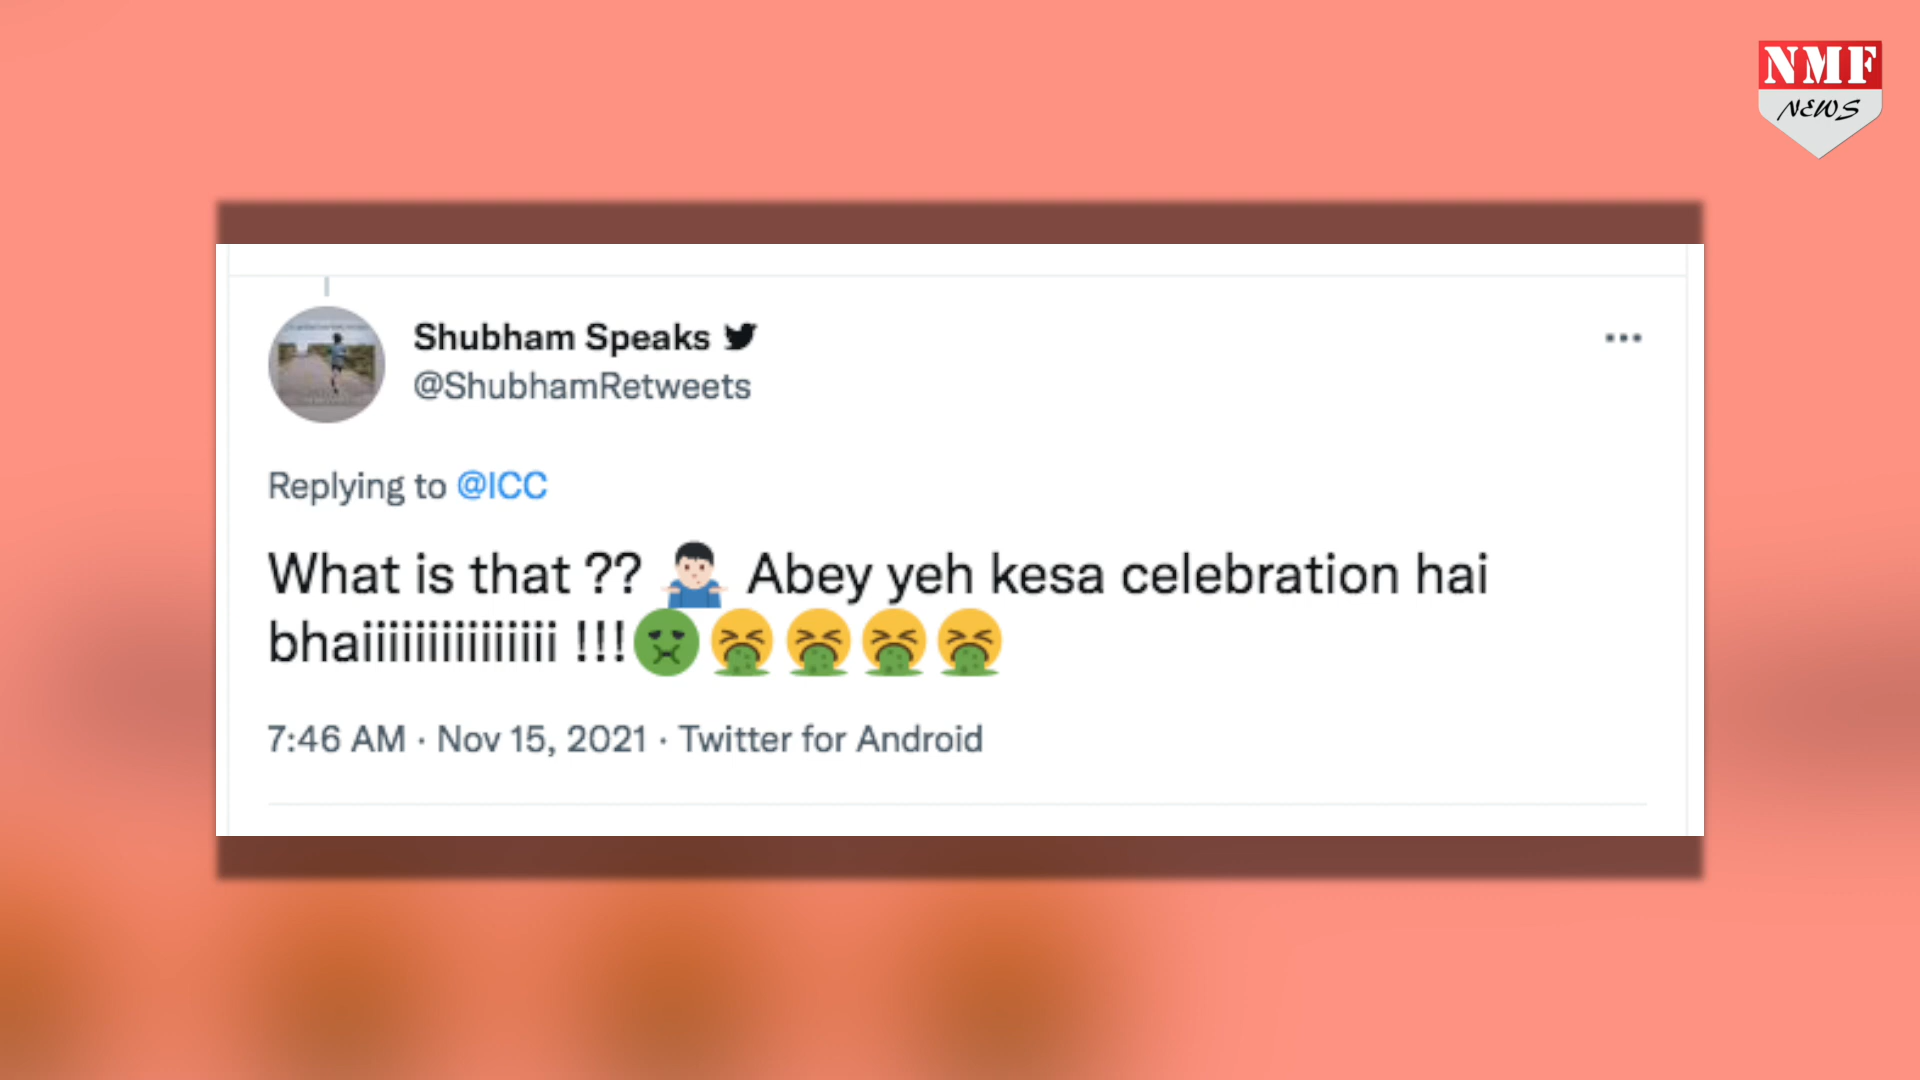 NMF
NEWS
Shubham Speaks
@ShubhamRetweets
Replying to @ICC
What is that ?? 🤷🏻‍♂️ Abey yeh kesa celebration hai
bhaiiiiiiiiiiiiiii !!!🤢🤮🤮🤮🤮
7:46 AM · Nov 15, 2021 · Twitter for Android